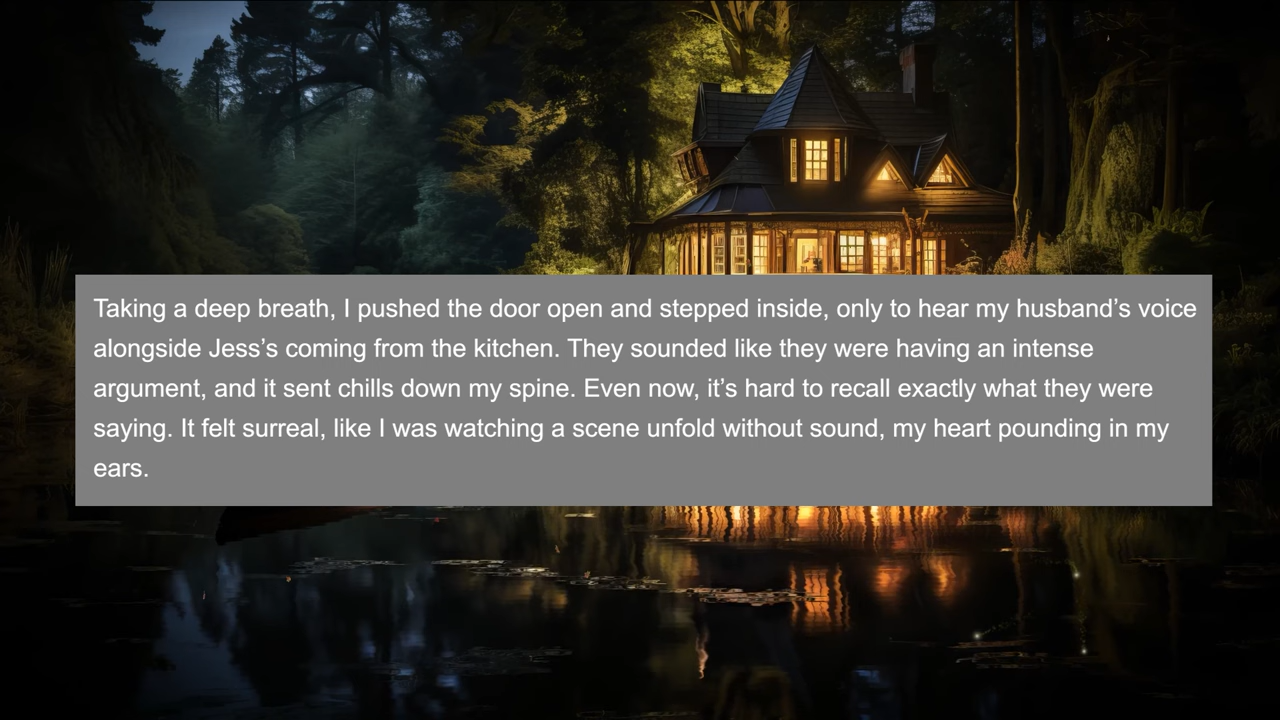 Taking a deep breath, I pushed the door open and stepped inside, only to hear my husband’s voice
alongside Jess’s coming from the kitchen. They sounded like they were having an intense
argument, and it sent chills down my spine. Even now, it’s hard to recall exactly what they were
saying. It felt surreal, like I was watching a scene unfold without sound, my heart pounding in my
ears.